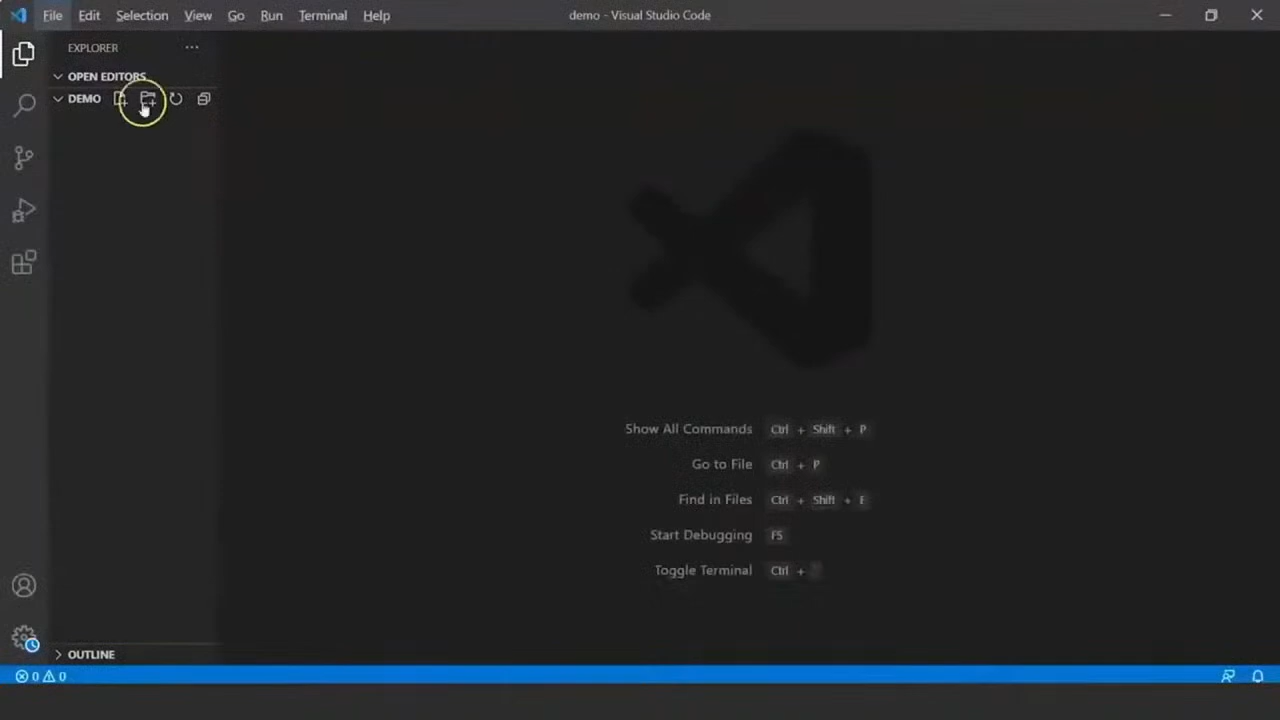 File Edit Selection View Go Run Terminal Help demo - Visual Studio Code
EXPLORER
OPEN EDITORS
DEMO
Show All Commands Ctrl + Shift + P
Go to File Ctrl + P
Find in Files Ctrl + Shift + F
Start Debugging F5
Toggle Terminal Ctrl +
OUTLINE
0 0